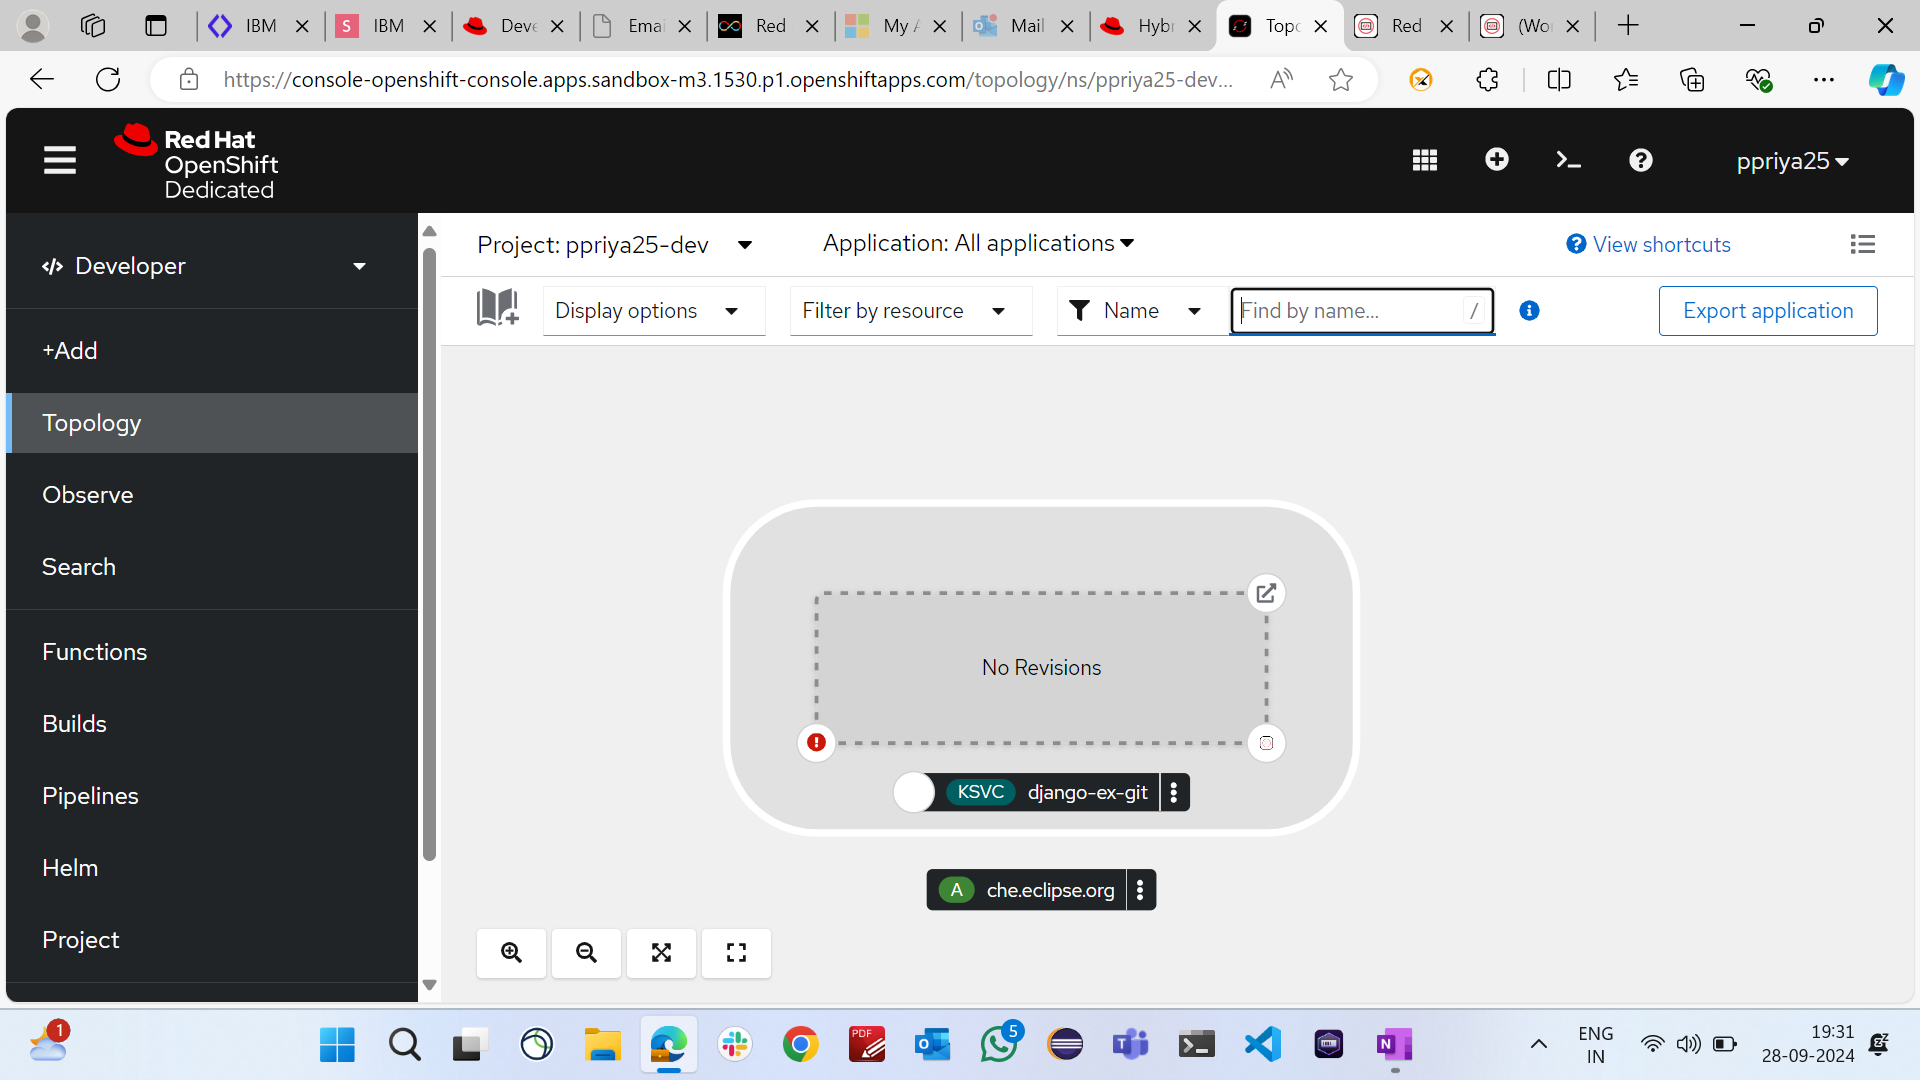 IBM
IBM
Deve
Emai
Red
My A
Mail
Hybr
Topo
Red
(Wor
https://console-openshift-console.apps.sandbox-m3.1530.p1.openshiftapps.com/topology/ns/ppriya25-dev...
Red Hat
OpenShift
Dedicated
ppriya25
Developer
+Add
Topology
Observe
Search
Functions
Builds
Pipelines
Helm
Project
Project: ppriya25-dev
Application: All applications
View shortcuts
Display options
Filter by resource
Name
Find by name...
/
Export application
No Revisions
KSVC django-ex-git
A che.eclipse.org
1
PDF
5
ENG
IN
19:31
28-09-2024